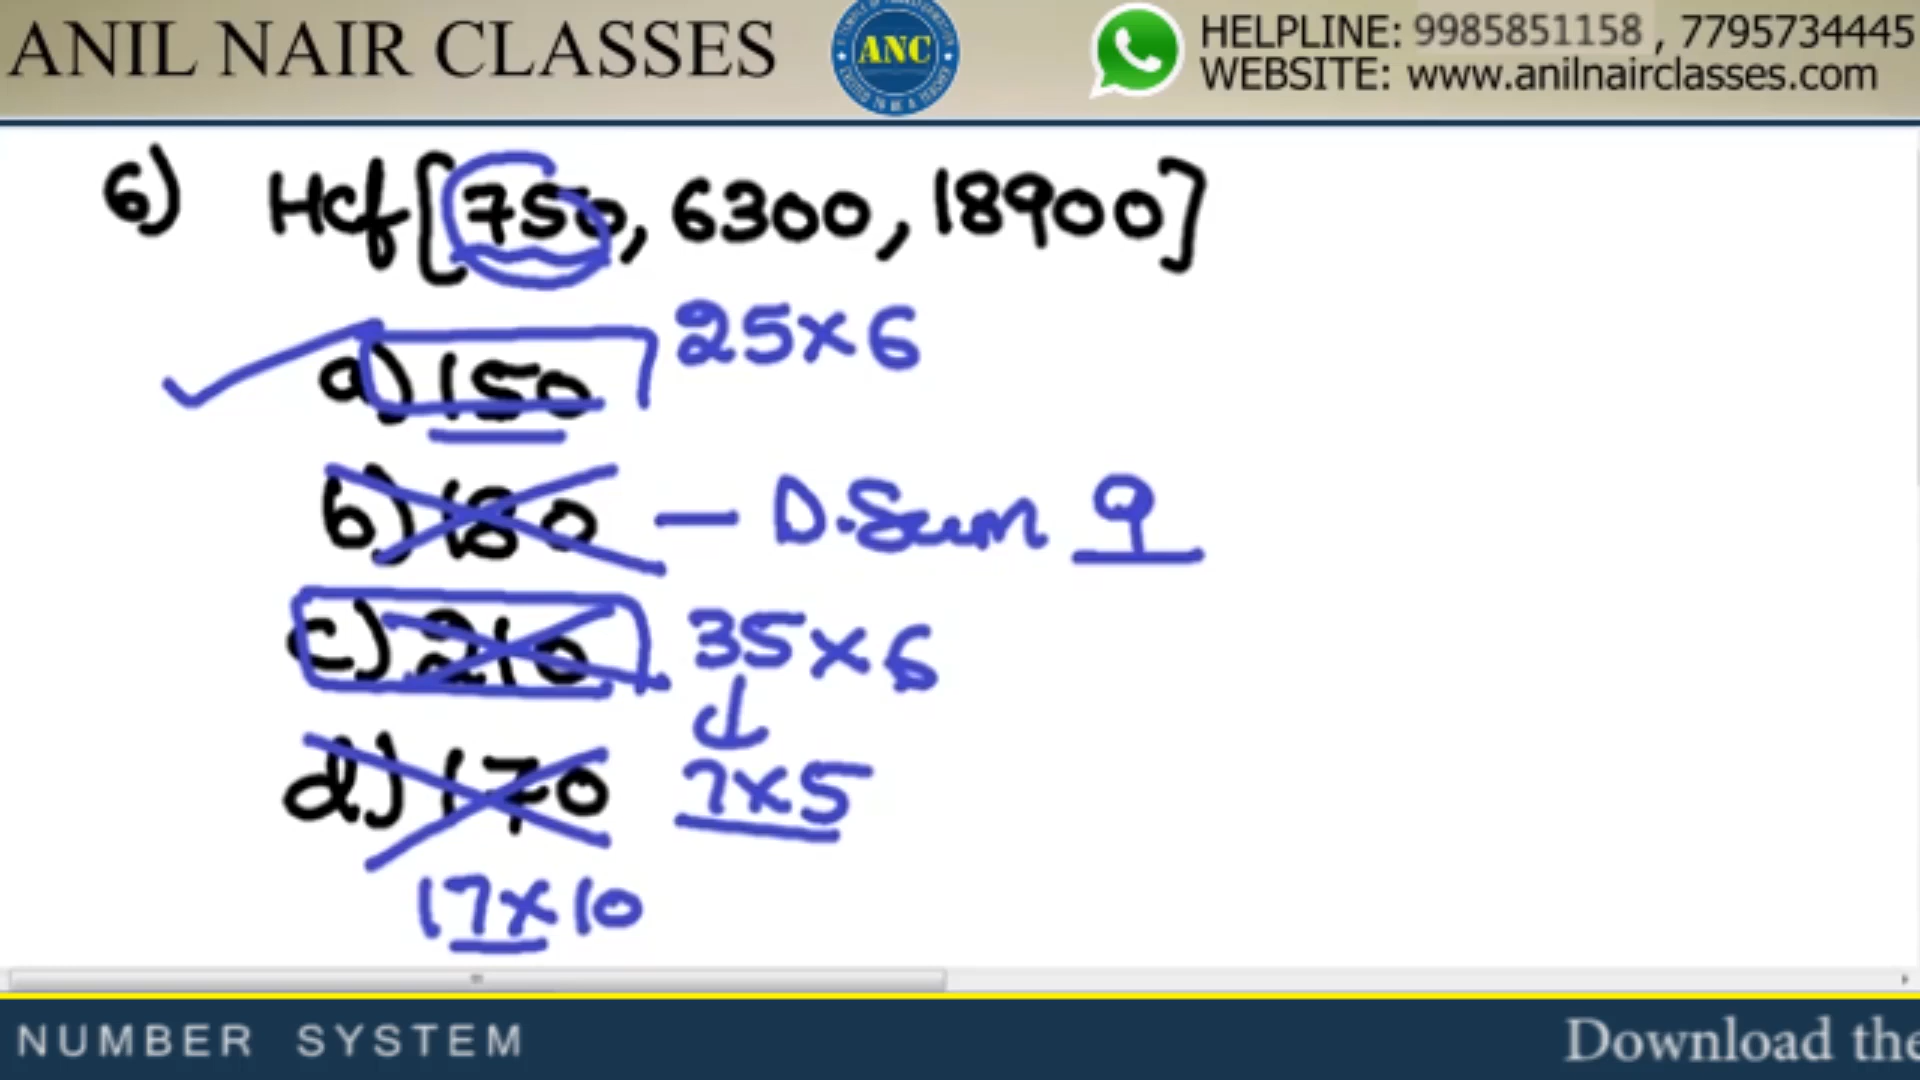 ANIL NAIR CLASSES
ANC
HELPLINE: 9985851158 , 7795734445
WEBSITE: www.anilnairclasses.com
6) Hcf[750, 6300, 18900]
a) 150 25×6
b) 180 — D.Sum 9
c) 210 35×6
7×5
d) 170
17×10
NUMBER SYSTEM
Download the